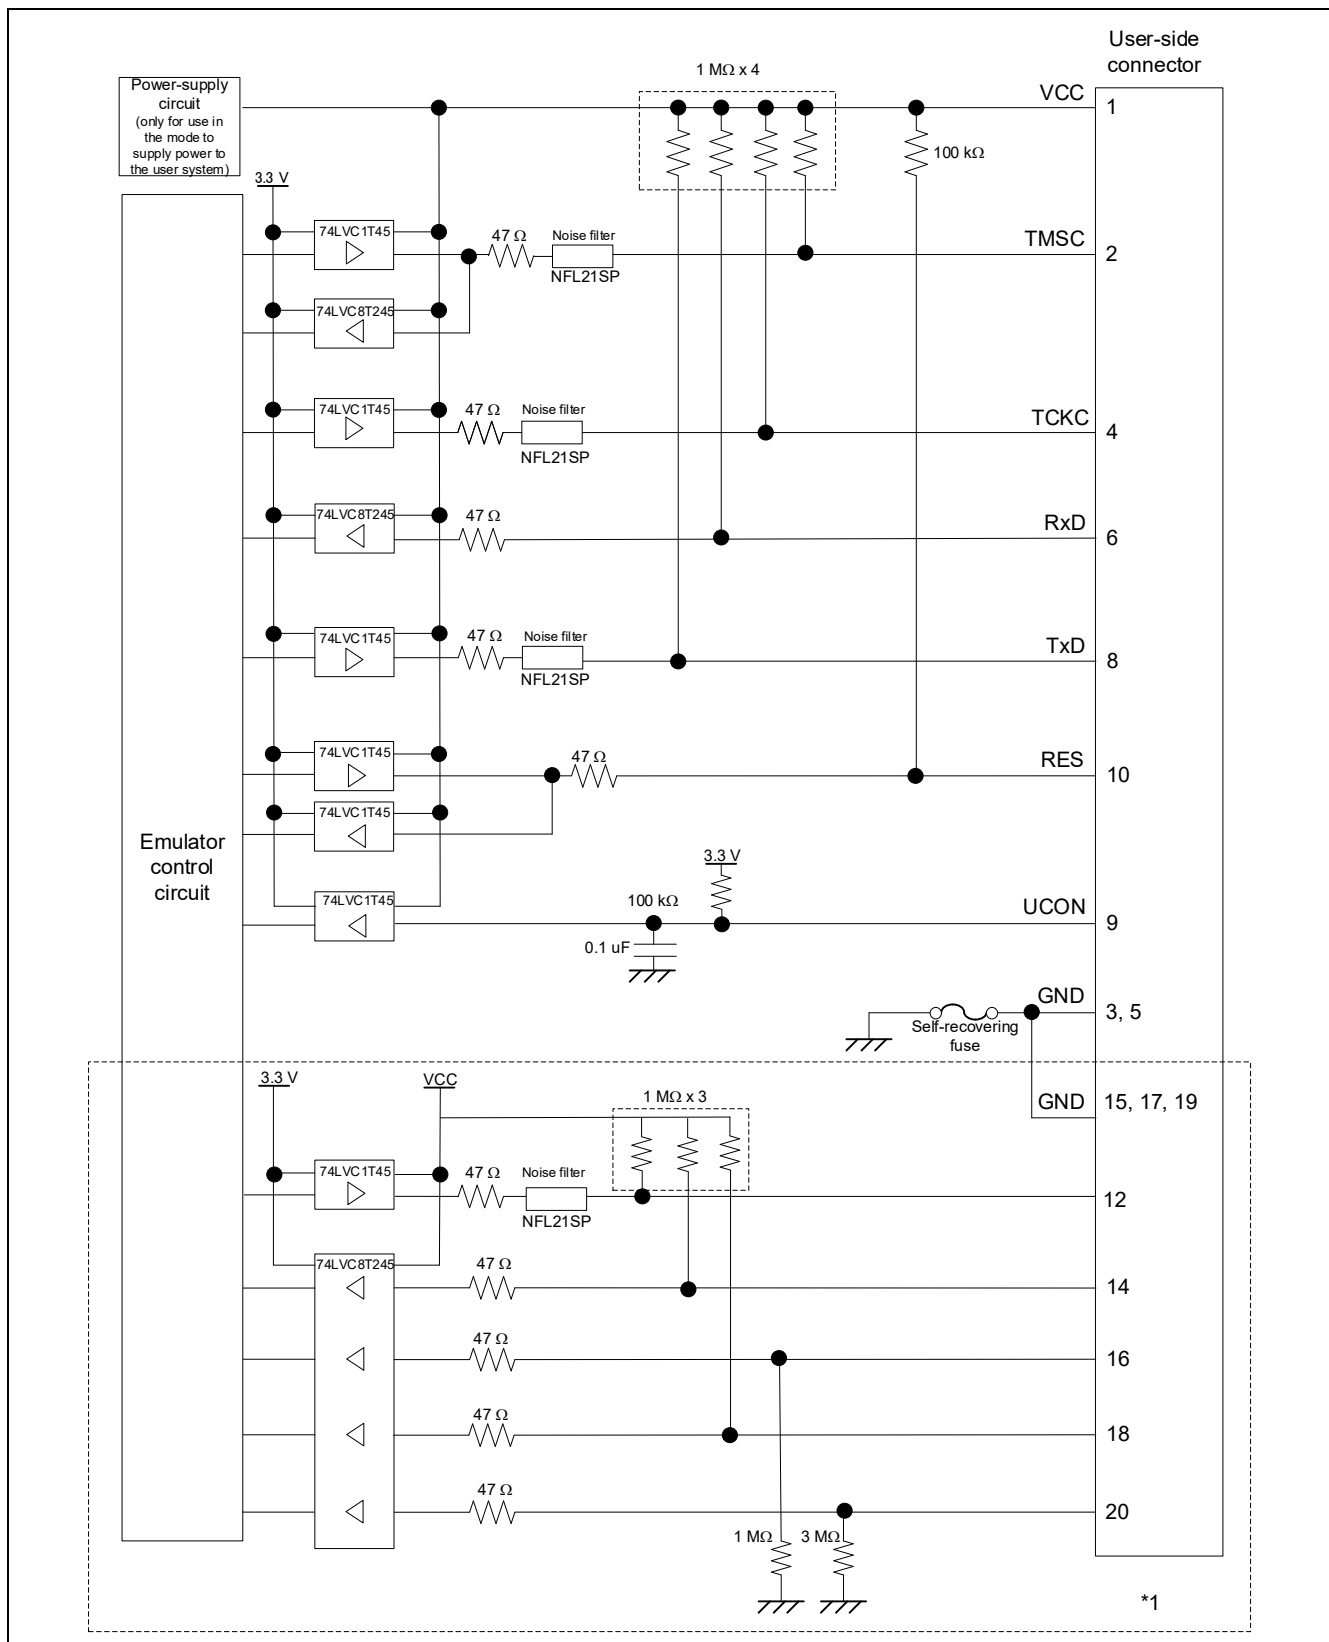 User-side
connector
Power-supply
circuit
(only for use in
the mode to
supply power to
the user system)
1 MΩ x 4
VCC
1
100 kΩ
3.3 V
74LVC1T45
47 Ω
Noise filter
NFL21SP
TMSC
2
74LVC8T245
74LVC1T45
47 Ω
Noise filter
NFL21SP
TCKC
4
74LVC8T245
47 Ω
RxD
6
74LVC1T45
47 Ω
Noise filter
NFL21SP
TxD
8
74LVC1T45
47 Ω
RES
10
74LVC1T45
Emulator
control
circuit
3.3 V
74LVC1T45
100 kΩ
0.1 uF
UCON
9
GND
3, 5
Self-recovering
fuse
3.3 V
VCC
1 MΩ x 3
GND
15, 17, 19
74LVC1T45
47 Ω
Noise filter
NFL21SP
12
74LVC8T245
47 Ω
14
47 Ω
16
47 Ω
18
47 Ω
20
1 MΩ
3 MΩ
*1